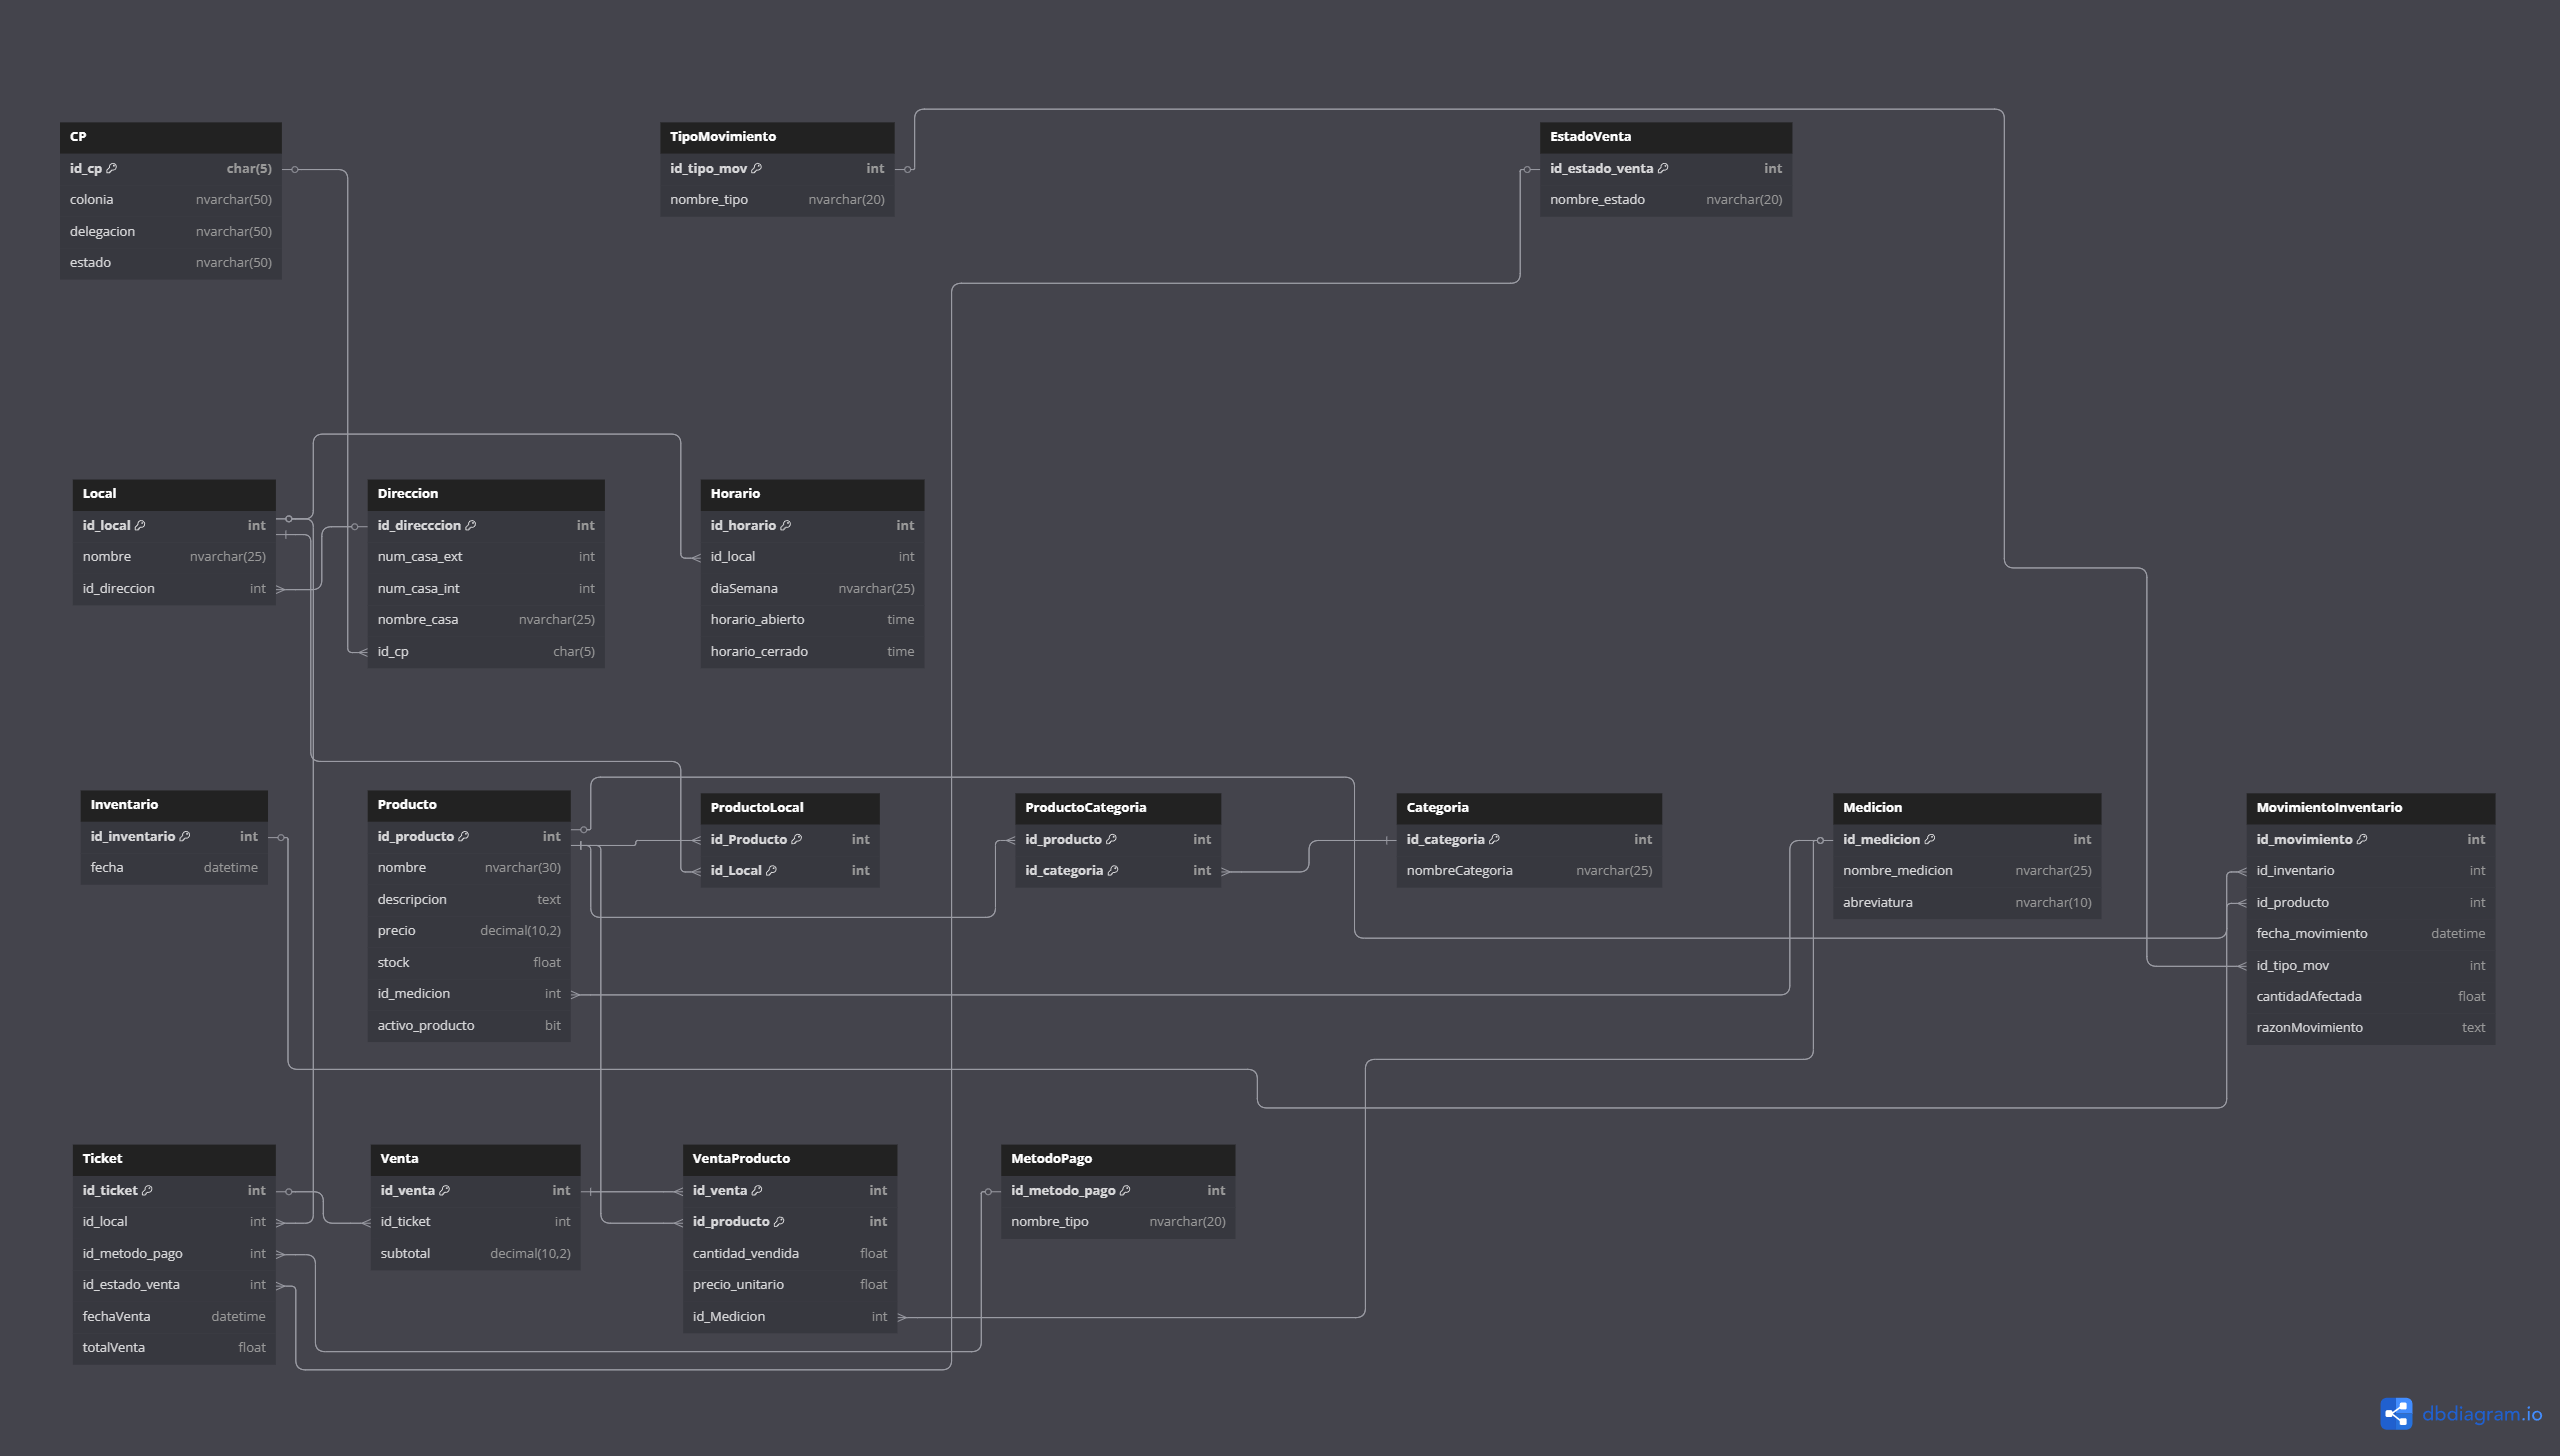 CP
id_cp char(5)
colonia nvarchar(50)
delegacion nvarchar(50)
estado nvarchar(50)
TipoMovimiento
id_tipo_mov int
nombre_tipo nvarchar(20)
EstadoVenta
id_estado_venta int
nombre_estado nvarchar(20)
Local
id_local int
nombre nvarchar(25)
id_direccion int
Direccion
id_direcccion int
num_casa_ext int
num_casa_int int
nombre_casa nvarchar(25)
id_cp char(5)
Horario
id_horario int
id_local int
diaSemana nvarchar(25)
horario_abierto time
horario_cerrado time
Inventario
id_inventario int
fecha datetime
Producto
id_producto int
nombre nvarchar(30)
descripcion text
precio decimal(10,2)
stock float
id_medicion int
activo_producto bit
ProductoLocal
id_Producto int
id_Local int
ProductoCategoria
id_producto int
id_categoria int
Categoria
id_categoria int
nombreCategoria nvarchar(25)
Medicion
id_medicion int
nombre_medicion nvarchar(25)
abreviatura nvarchar(10)
MovimientoInventario
id_movimiento int
id_inventario int
id_producto int
fecha_movimiento datetime
id_tipo_mov int
cantidadAfectada float
razonMovimiento text
Ticket
id_ticket int
id_local int
id_metodo_pago int
id_estado_venta int
fechaVenta datetime
totalVenta float
Venta
id_venta int
id_ticket int
subtotal decimal(10,2)
VentaProducto
id_venta int
id_producto int
cantidad_vendida float
precio_unitario float
id_Medicion int
MetodoPago
id_metodo_pago int
nombre_tipo nvarchar(20)
dbdiagram.io